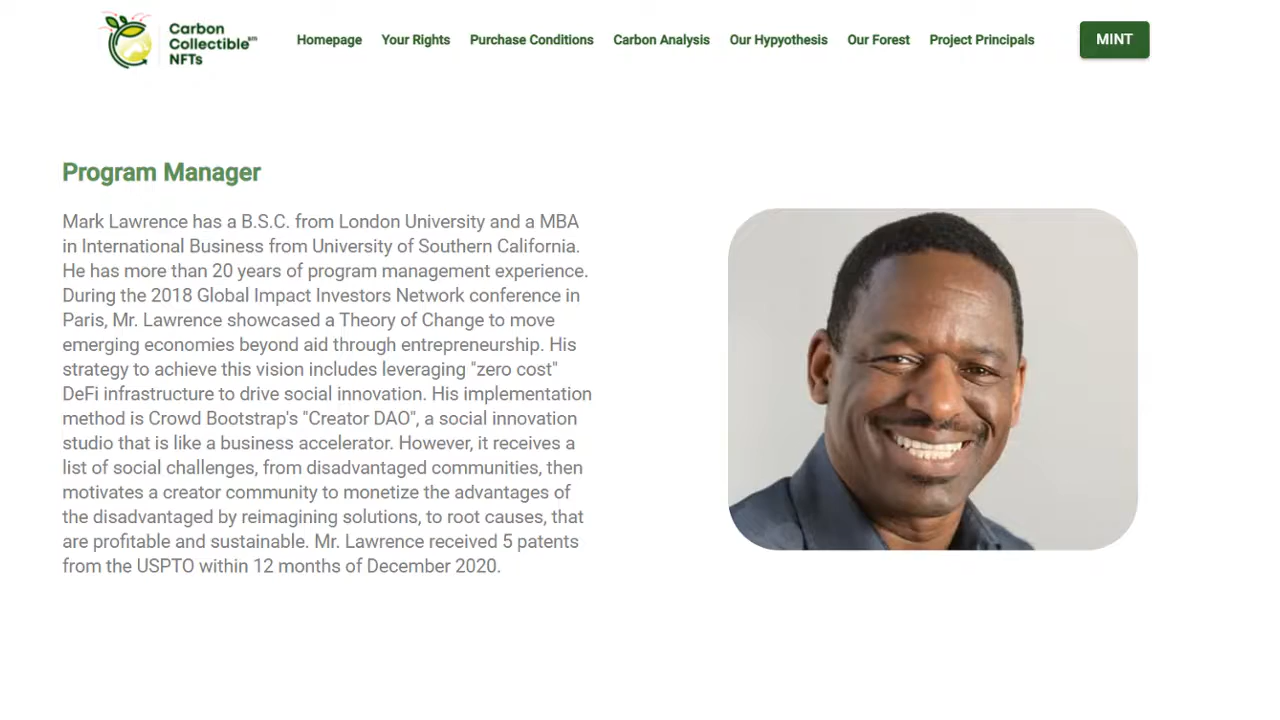 Carbon
Collectible℠
NFTs
Homepage
Your Rights
Purchase Conditions
Carbon Analysis
Our Hypyothesis
Our Forest
Project Principals
MINT
Program Manager
Mark Lawrence has a B.S.C. from London University and a MBA
in International Business from University of Southern California.
He has more than 20 years of program management experience.
During the 2018 Global Impact Investors Network conference in
Paris, Mr. Lawrence showcased a Theory of Change to move
emerging economies beyond aid through entrepreneurship. His
strategy to achieve this vision includes leveraging "zero cost"
DeFi infrastructure to drive social innovation. His implementation
method is Crowd Bootstrap's "Creator DAO", a social innovation
studio that is like a business accelerator. However, it receives a
list of social challenges, from disadvantaged communities, then
motivates a creator community to monetize the advantages of
the disadvantaged by reimagining solutions, to root causes, that
are profitable and sustainable. Mr. Lawrence received 5 patents
from the USPTO within 12 months of December 2020.